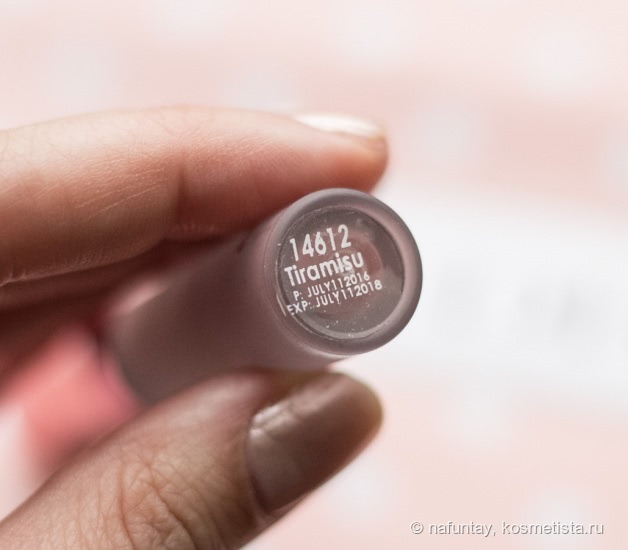 14612
Tiramisu
P: JULY112016
EXP: JULY112018
© nafuntay, kosmetista.ru